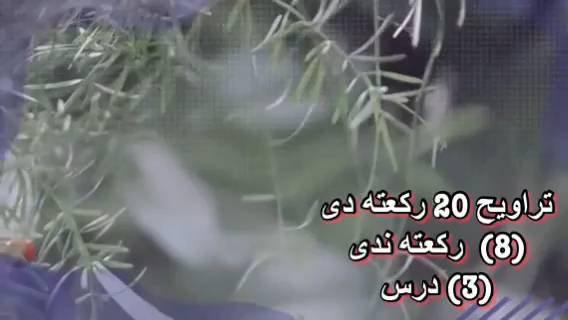 تراویح 20 رکعته دی
(8) رکعته ندی
(3) درس